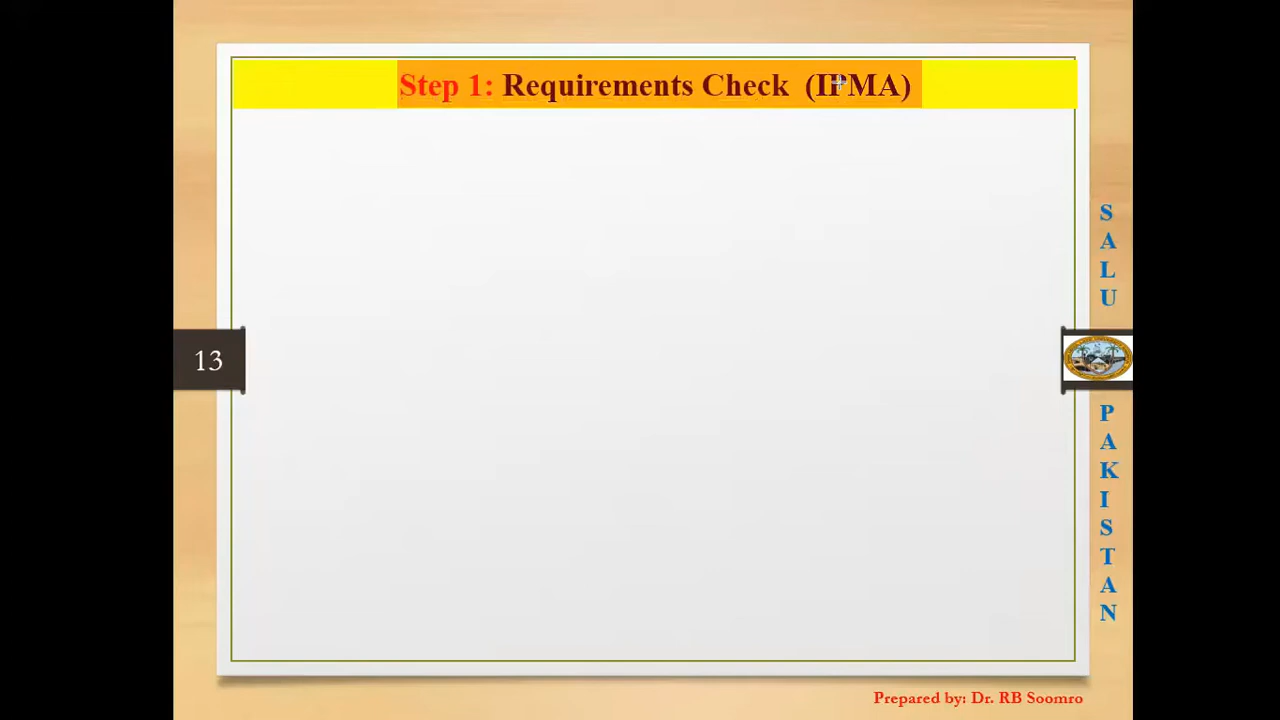 Step 1: Requirements Check (IPMA)
S
A
L
U
13
P
A
K
I
S
T
A
N
Prepared by: Dr. RB Soomro